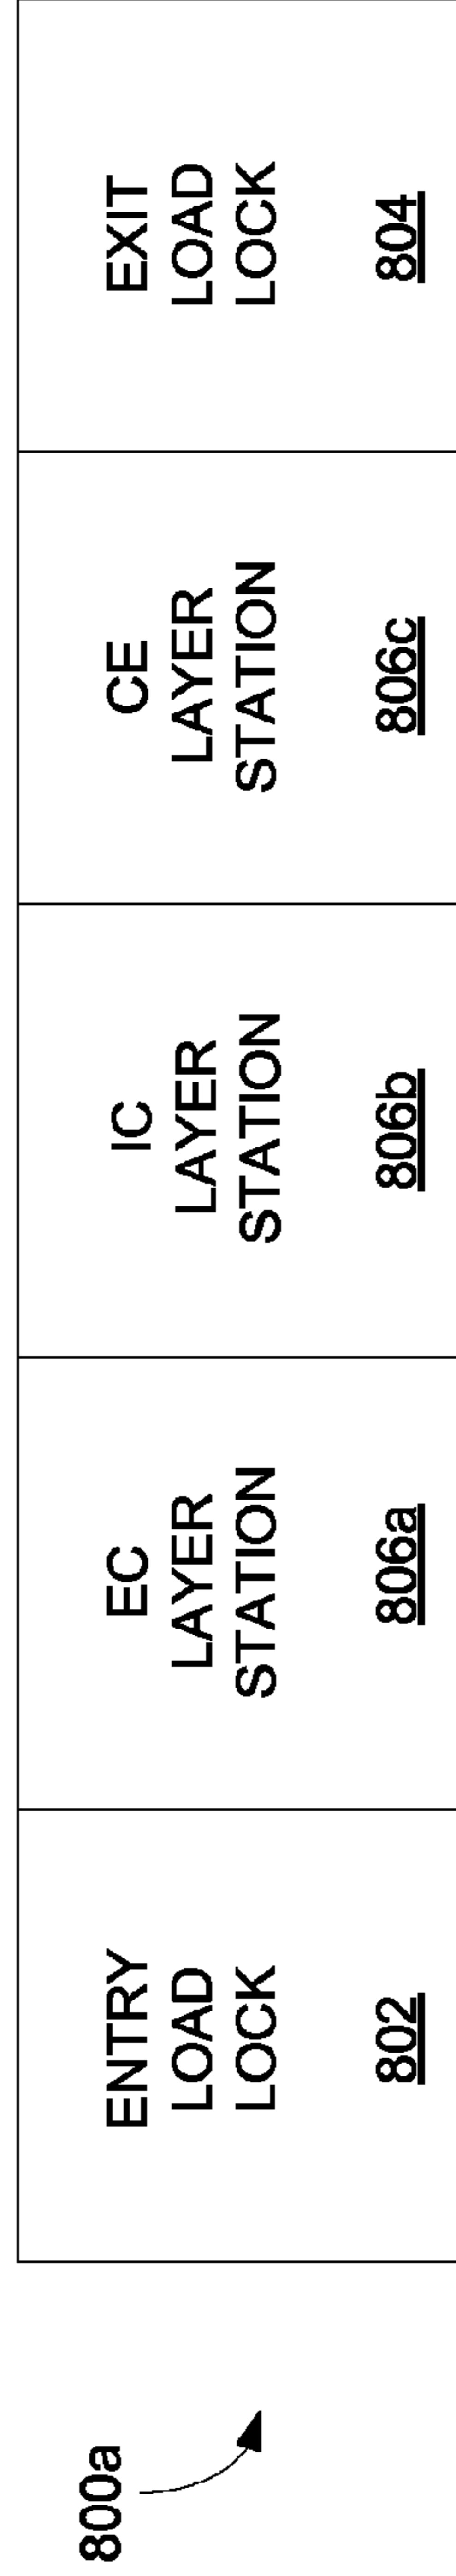 800a
ENTRY
LOAD
LOCK
802
EC
LAYER
STATION
806a
IC
LAYER
STATION
806b
CE
LAYER
STATION
806c
EXIT
LOAD
LOCK
804